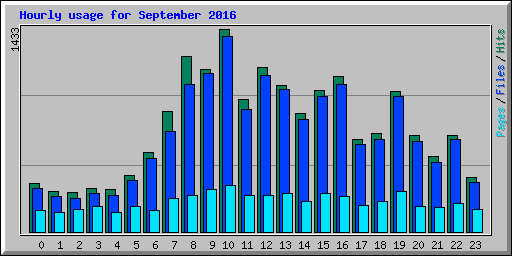 Hourly usage for September 2016
1433
Pages / Files / Hits
0 1 2 3 4 5 6 7 8 9 10 11 12 13 14 15 16 17 18 19 20 21 22 23